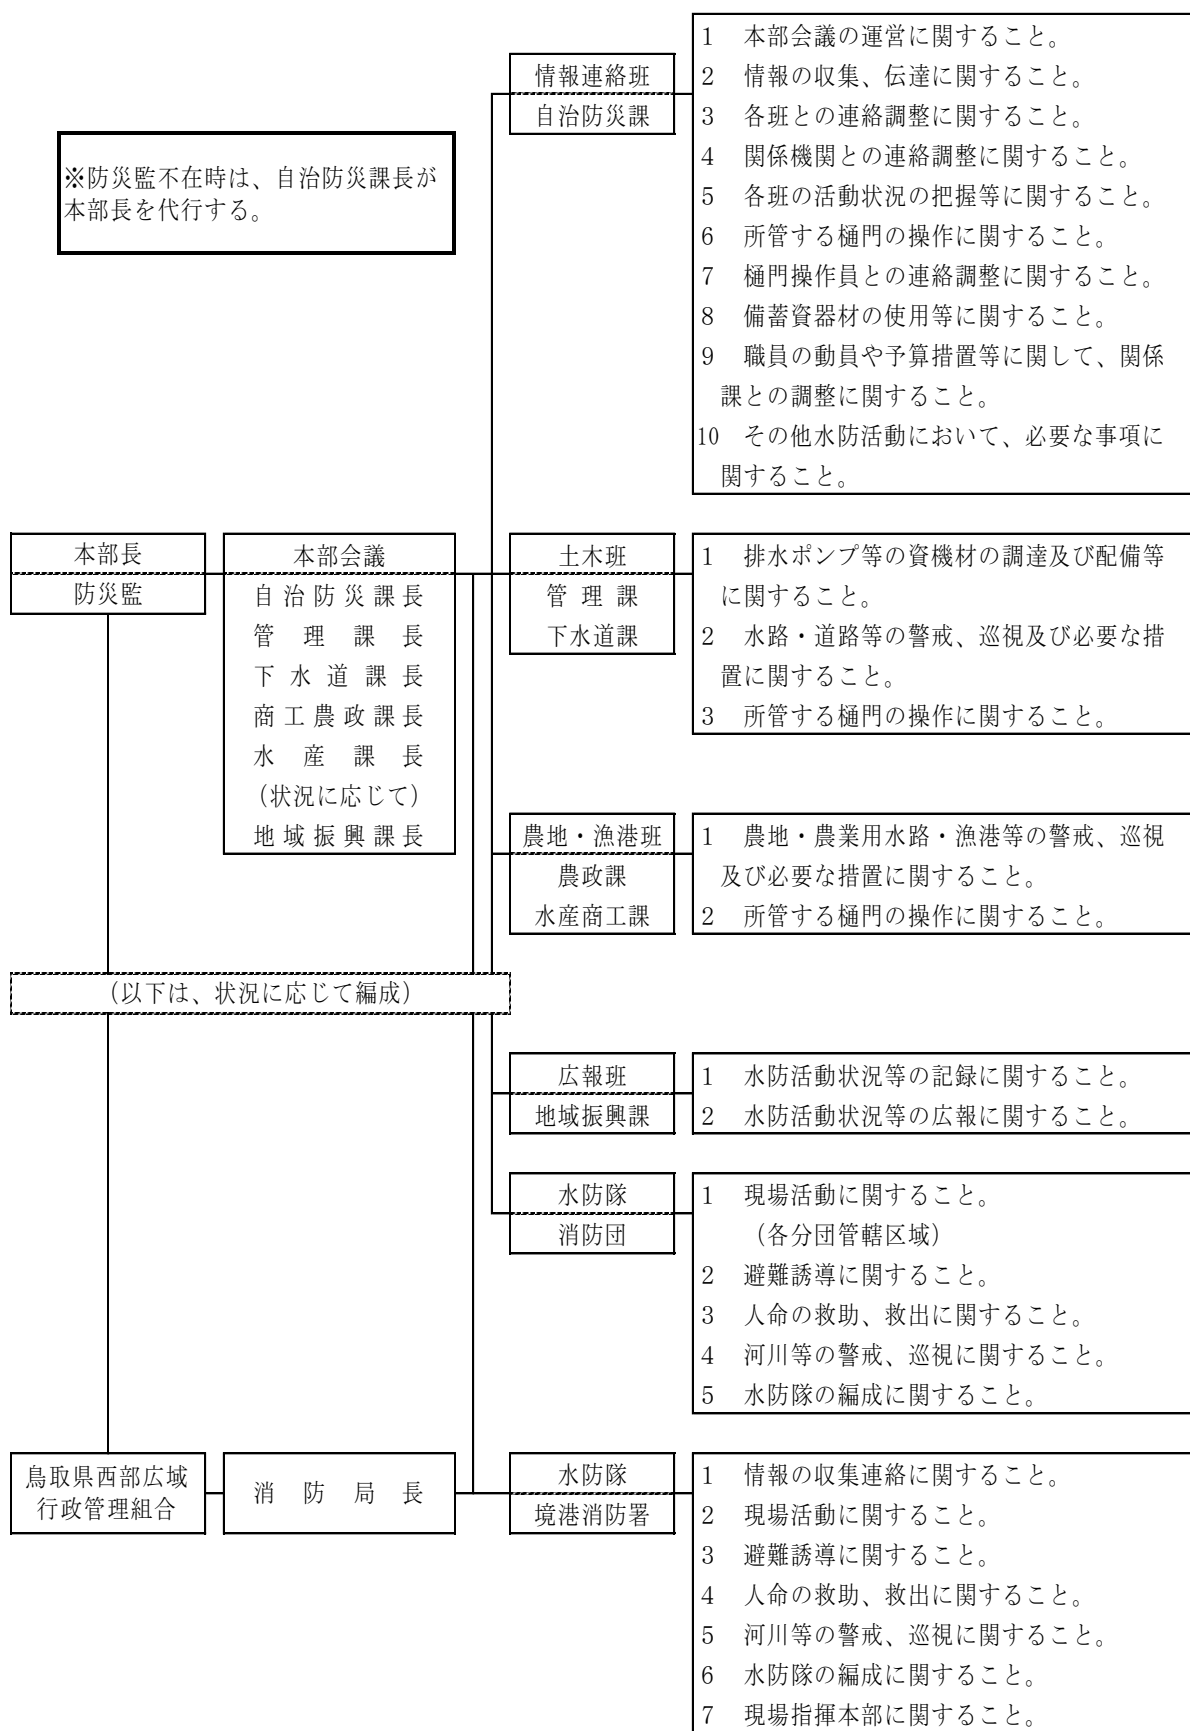 ※防災監不在時は、自治防災課長が
本部長を代行する。
情報連絡班
自治防災課
1　本部会議の運営に関すること。
2　情報の収集、伝達に関すること。
3　各班との連絡調整に関すること。
4　関係機関との連絡調整に関すること。
5　各班の活動状況の把握等に関すること。
6　所管する樋門の操作に関すること。
7　樋門操作員との連絡調整に関すること。
8　備蓄資器材の使用等に関すること。
9　職員の動員や予算措置等に関して、関係
課との調整に関すること。
10　その他水防活動において、必要な事項に
関すること。
本部長
防災監
本部会議
自治防災課長
管理課長
下水道課長
商工農政課長
水産課長
(状況に応じて)
地域振興課長
土木班
管理課
下水道課
1　排水ポンプ等の資機材の調達及び配備等
に関すること。
2　水路・道路等の警戒、巡視及び必要な措
置に関すること。
3　所管する樋門の操作に関すること。
農地・漁港班
農政課
水産商工課
1　農地・農業用水路・漁港等の警戒、巡視
及び必要な措置に関すること。
2　所管する樋門の操作に関すること。
(以下は、状況に応じて編成)
広報班
地域振興課
1　水防活動状況等の記録に関すること。
2　水防活動状況等の広報に関すること。
水防隊
消防団
1　現場活動に関すること。
(各分団管轄区域)
2　避難誘導に関すること。
3　人命の救助、救出に関すること。
4　河川等の警戒、巡視に関すること。
5　水防隊の編成に関すること。
鳥取県西部広域
行政管理組合
消防局長
水防隊
境港消防署
1　情報の収集連絡に関すること。
2　現場活動に関すること。
3　避難誘導に関すること。
4　人命の救助、救出に関すること。
5　河川等の警戒、巡視に関すること。
6　水防隊の編成に関すること。
7　現場指揮本部に関すること。